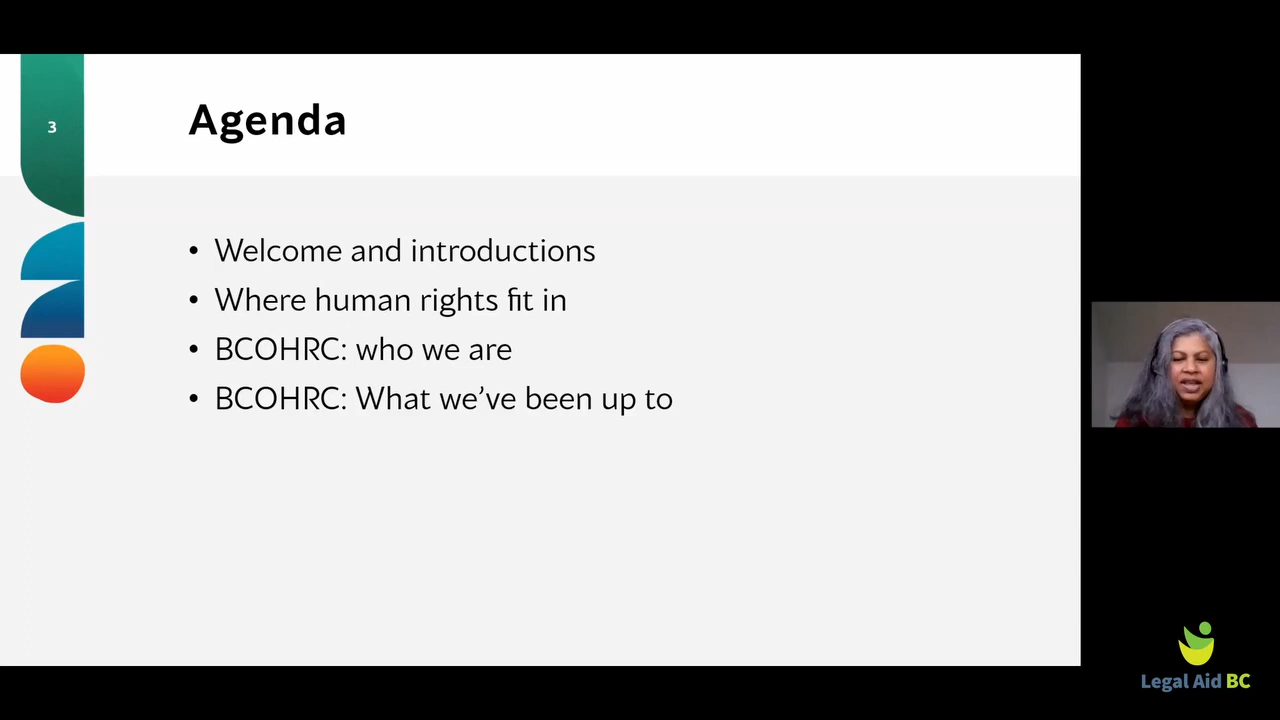 3
Agenda
• Welcome and introductions
• Where human rights fit in
• BCOHRC: who we are
• BCOHRC: What we’ve been up to
Legal Aid BC